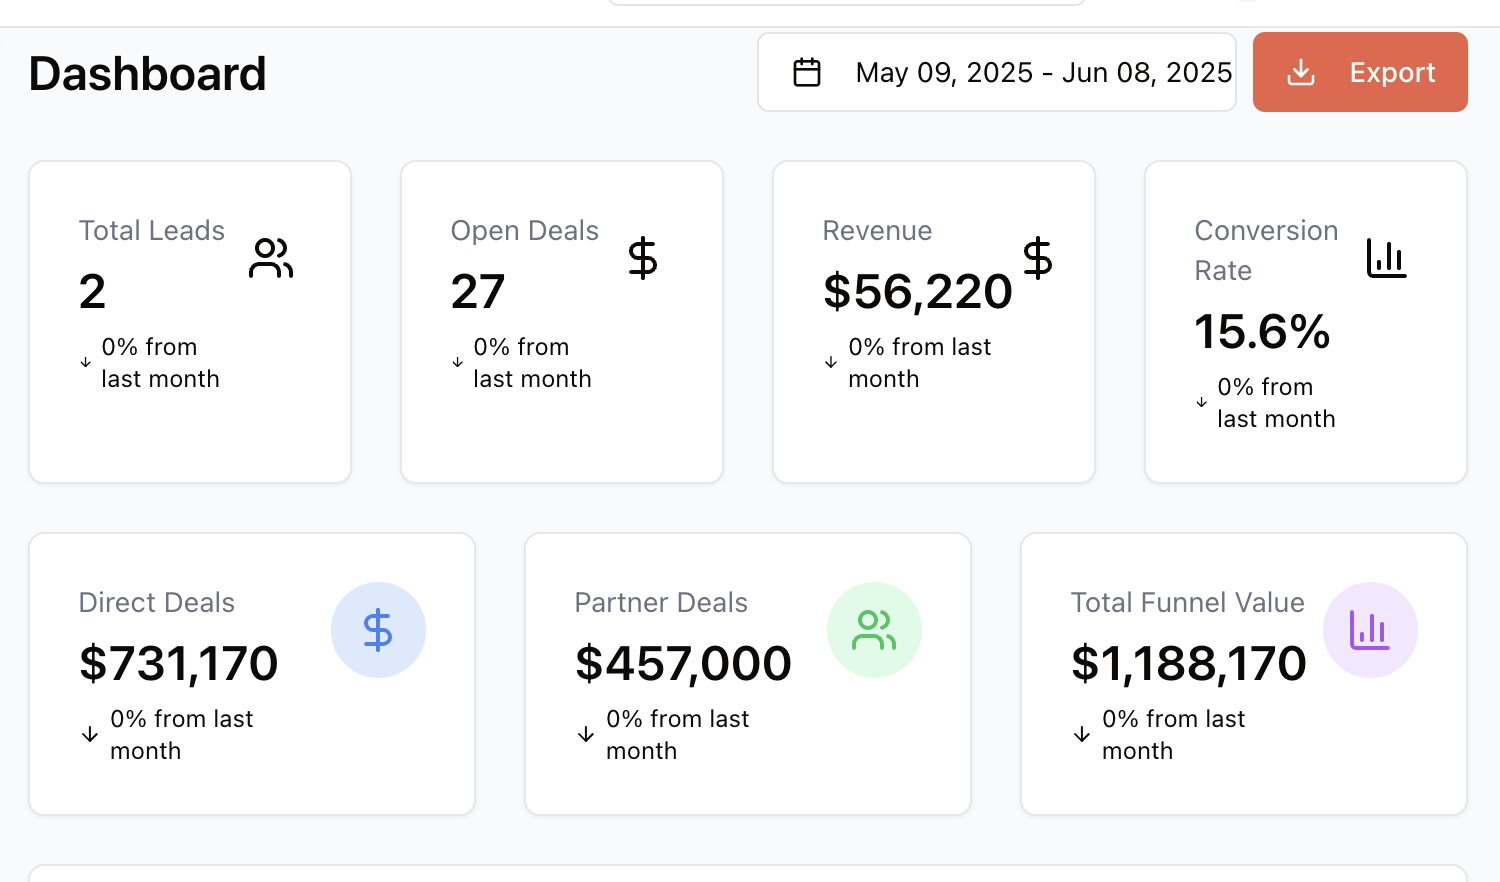 Dashboard
May 09, 2025 - Jun 08, 2025
Export
Total Leads
2
0% from
last month
Open Deals
27
0% from
last month
Revenue
$56,220
0% from last
month
Conversion
Rate
15.6%
0% from
last month
Direct Deals
$731,170
0% from last
month
Partner Deals
$457,000
0% from last
month
Total Funnel Value
$1,188,170
0% from last
month